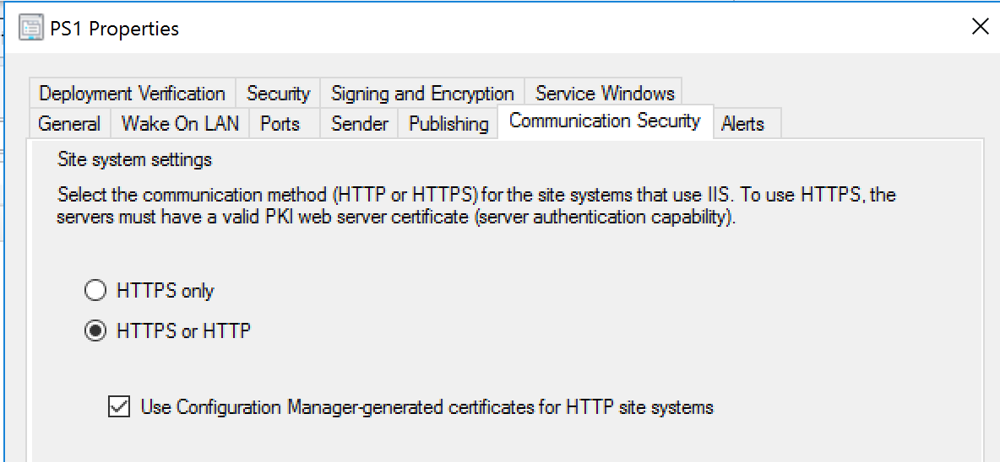 PS1 Properties
Deployment Verification Security Signing and Encryption Service Windows
General Wake On LAN Ports Sender Publishing Communication Security Alerts
Site system settings
Select the communication method (HTTP or HTTPS) for the site systems that use IIS. To use HTTPS, the
servers must have a valid PKI web server certificate (server authentication capability).
HTTPS only
HTTPS or HTTP
Use Configuration Manager-generated certificates for HTTP site systems